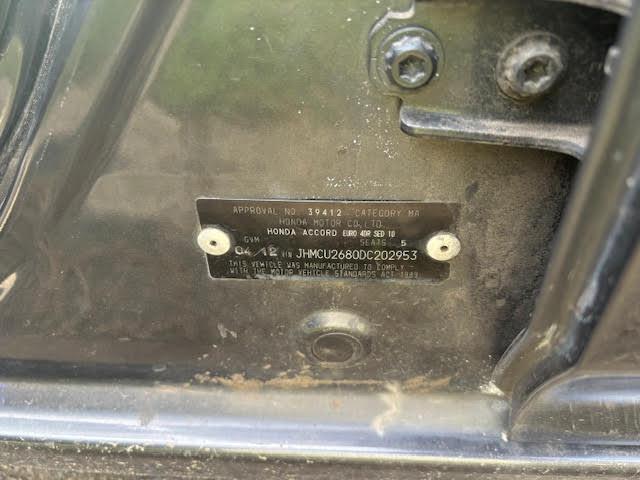 APPROVAL NO. 39412 CATEGORY MA
HONDA MOTOR CO.,LTD.
HONDA ACCORD EURO 4DR SED 10
GVM SEATS 5
04/12 VIN JHMCU2680DC202953
THIS VEHICLE WAS MANUFACTURED TO COMPLY
WITH THE MOTOR VEHICLE STANDARDS ACT 1989